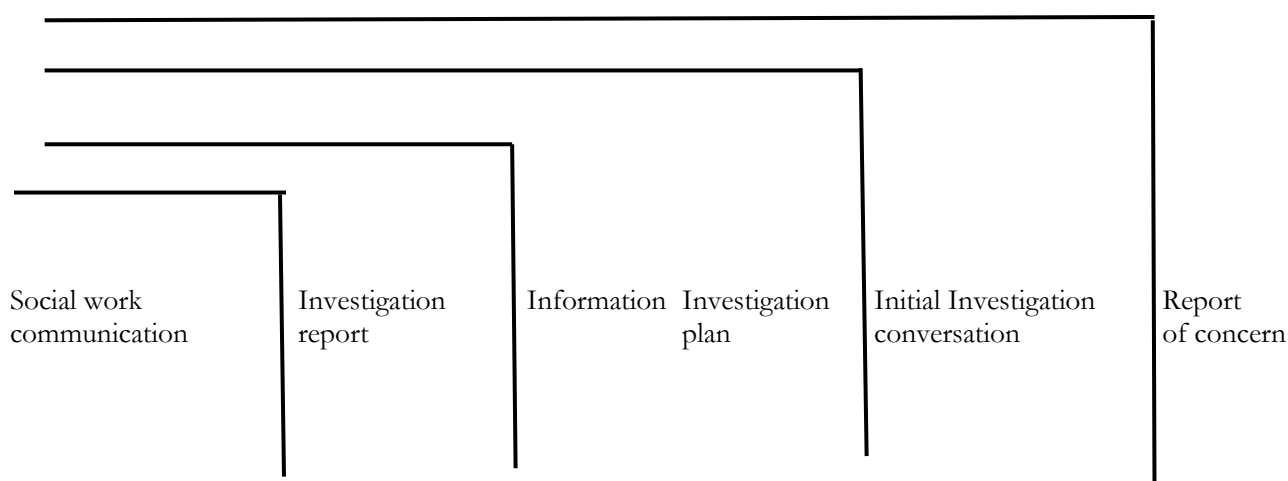 Social work
communication
Investigation
report
Information
Investigation
plan
Initial Investigation
conversation
Report
of concern